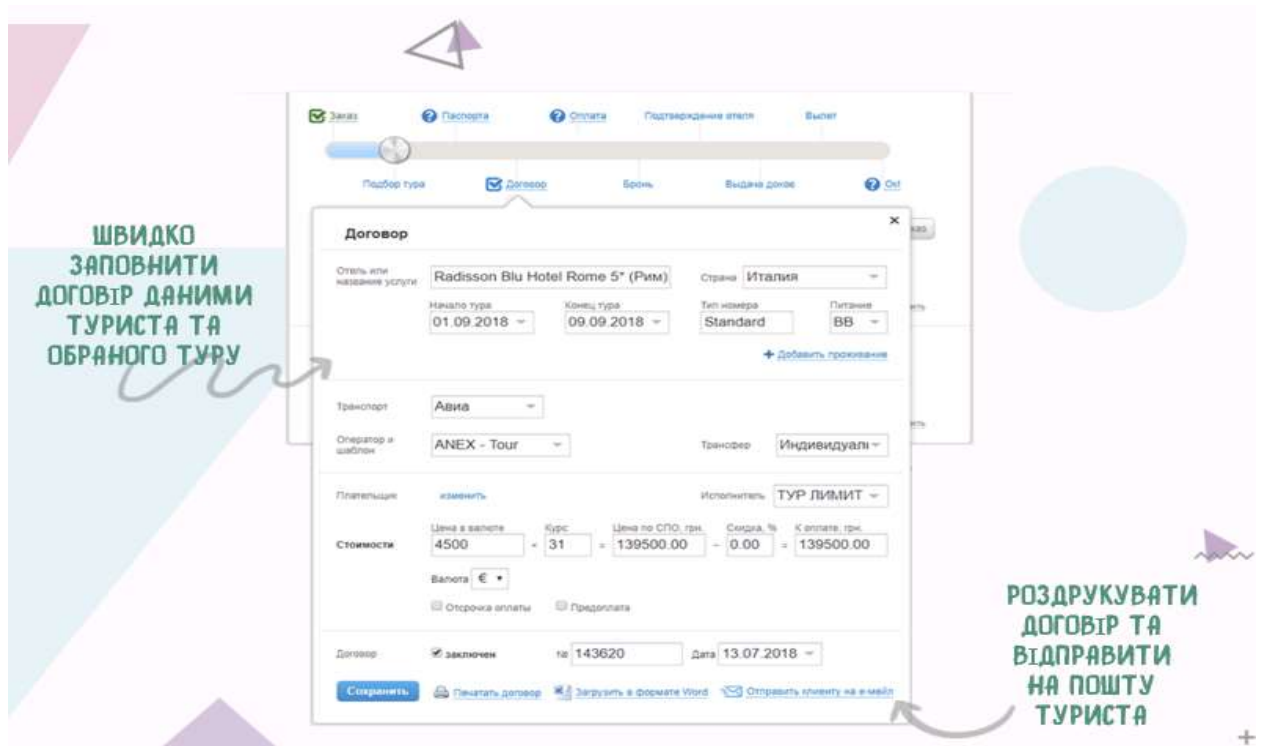 Заказ Паспорта Оплата Подтверждение отеля Вылет
Подбор тура Договор Бронь Выдача доков Ок!
ШВИДКО
ЗАПОВНИТИ
ДОГОВІР ДАНИМИ
ТУРИСТА ТА
ОБРАНОГО ТУРУ
Договор
Отель или
название услуги
Radisson Blu Hotel Rome 5* (Рим) Страна Италия
Начало тура Конец тура Тип номера Питание
01.09.2018 09.09.2018 Standard BB
+ Добавить проживание
Транспорт Авиа
Оператор и
шаблон
ANEX - Tour Трансфер Индивидуаль
Плательщик изменить Исполнитель ТУР ЛИМИТ
Цена в валюте Курс Цена по СПО, грн. Скидка, % К оплате, грн.
Стоимости 4500 × 31 = 139500.00 − 0.00 = 139500.00
Валюта €
Отсрочка оплаты Предоплата
Договор заключен № 143620 Дата 13.07.2018
Сохранить Печатать договор Загрузить в формате Word Отправить клиенту на е-мейл
РОЗДРУКУВАТИ
ДОГОВІР ТА
ВІДПРАВИТИ
НА ПОШТУ
ТУРИСТА